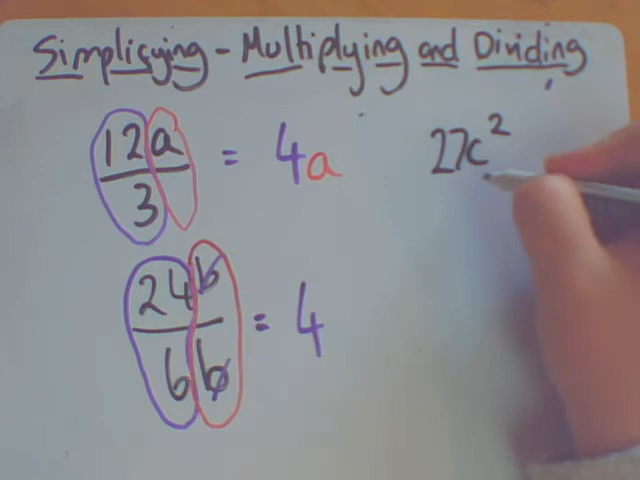 Simplifying - Multiplying and Dividing
12a
3
= 4a
24b
6b
= 4
27c²